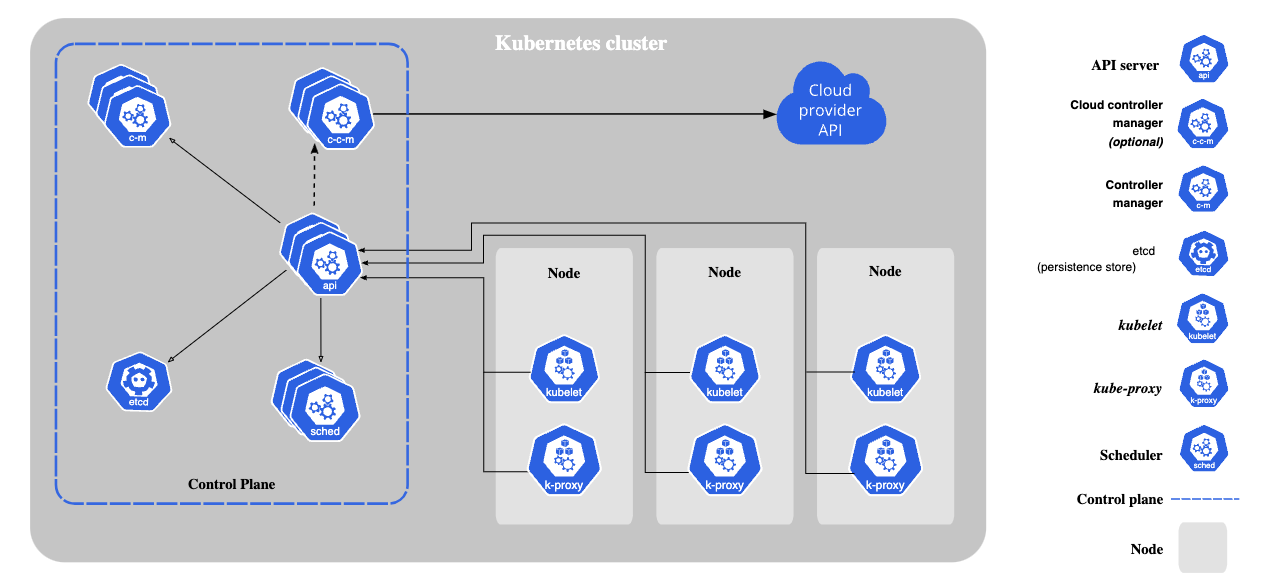 Kubernetes cluster
c-m
c-c-m
Cloud
provider
API
api
etcd
sched
Control Plane
Node
kubelet
k-proxy
Node
kubelet
k-proxy
Node
kubelet
k-proxy
API server
api
Cloud controller
manager
(optional)
c-c-m
Controller
manager
c-m
etcd
(persistence store)
etcd
kubelet
kubelet
kube-proxy
k-proxy
Scheduler
sched
Control plane
Node